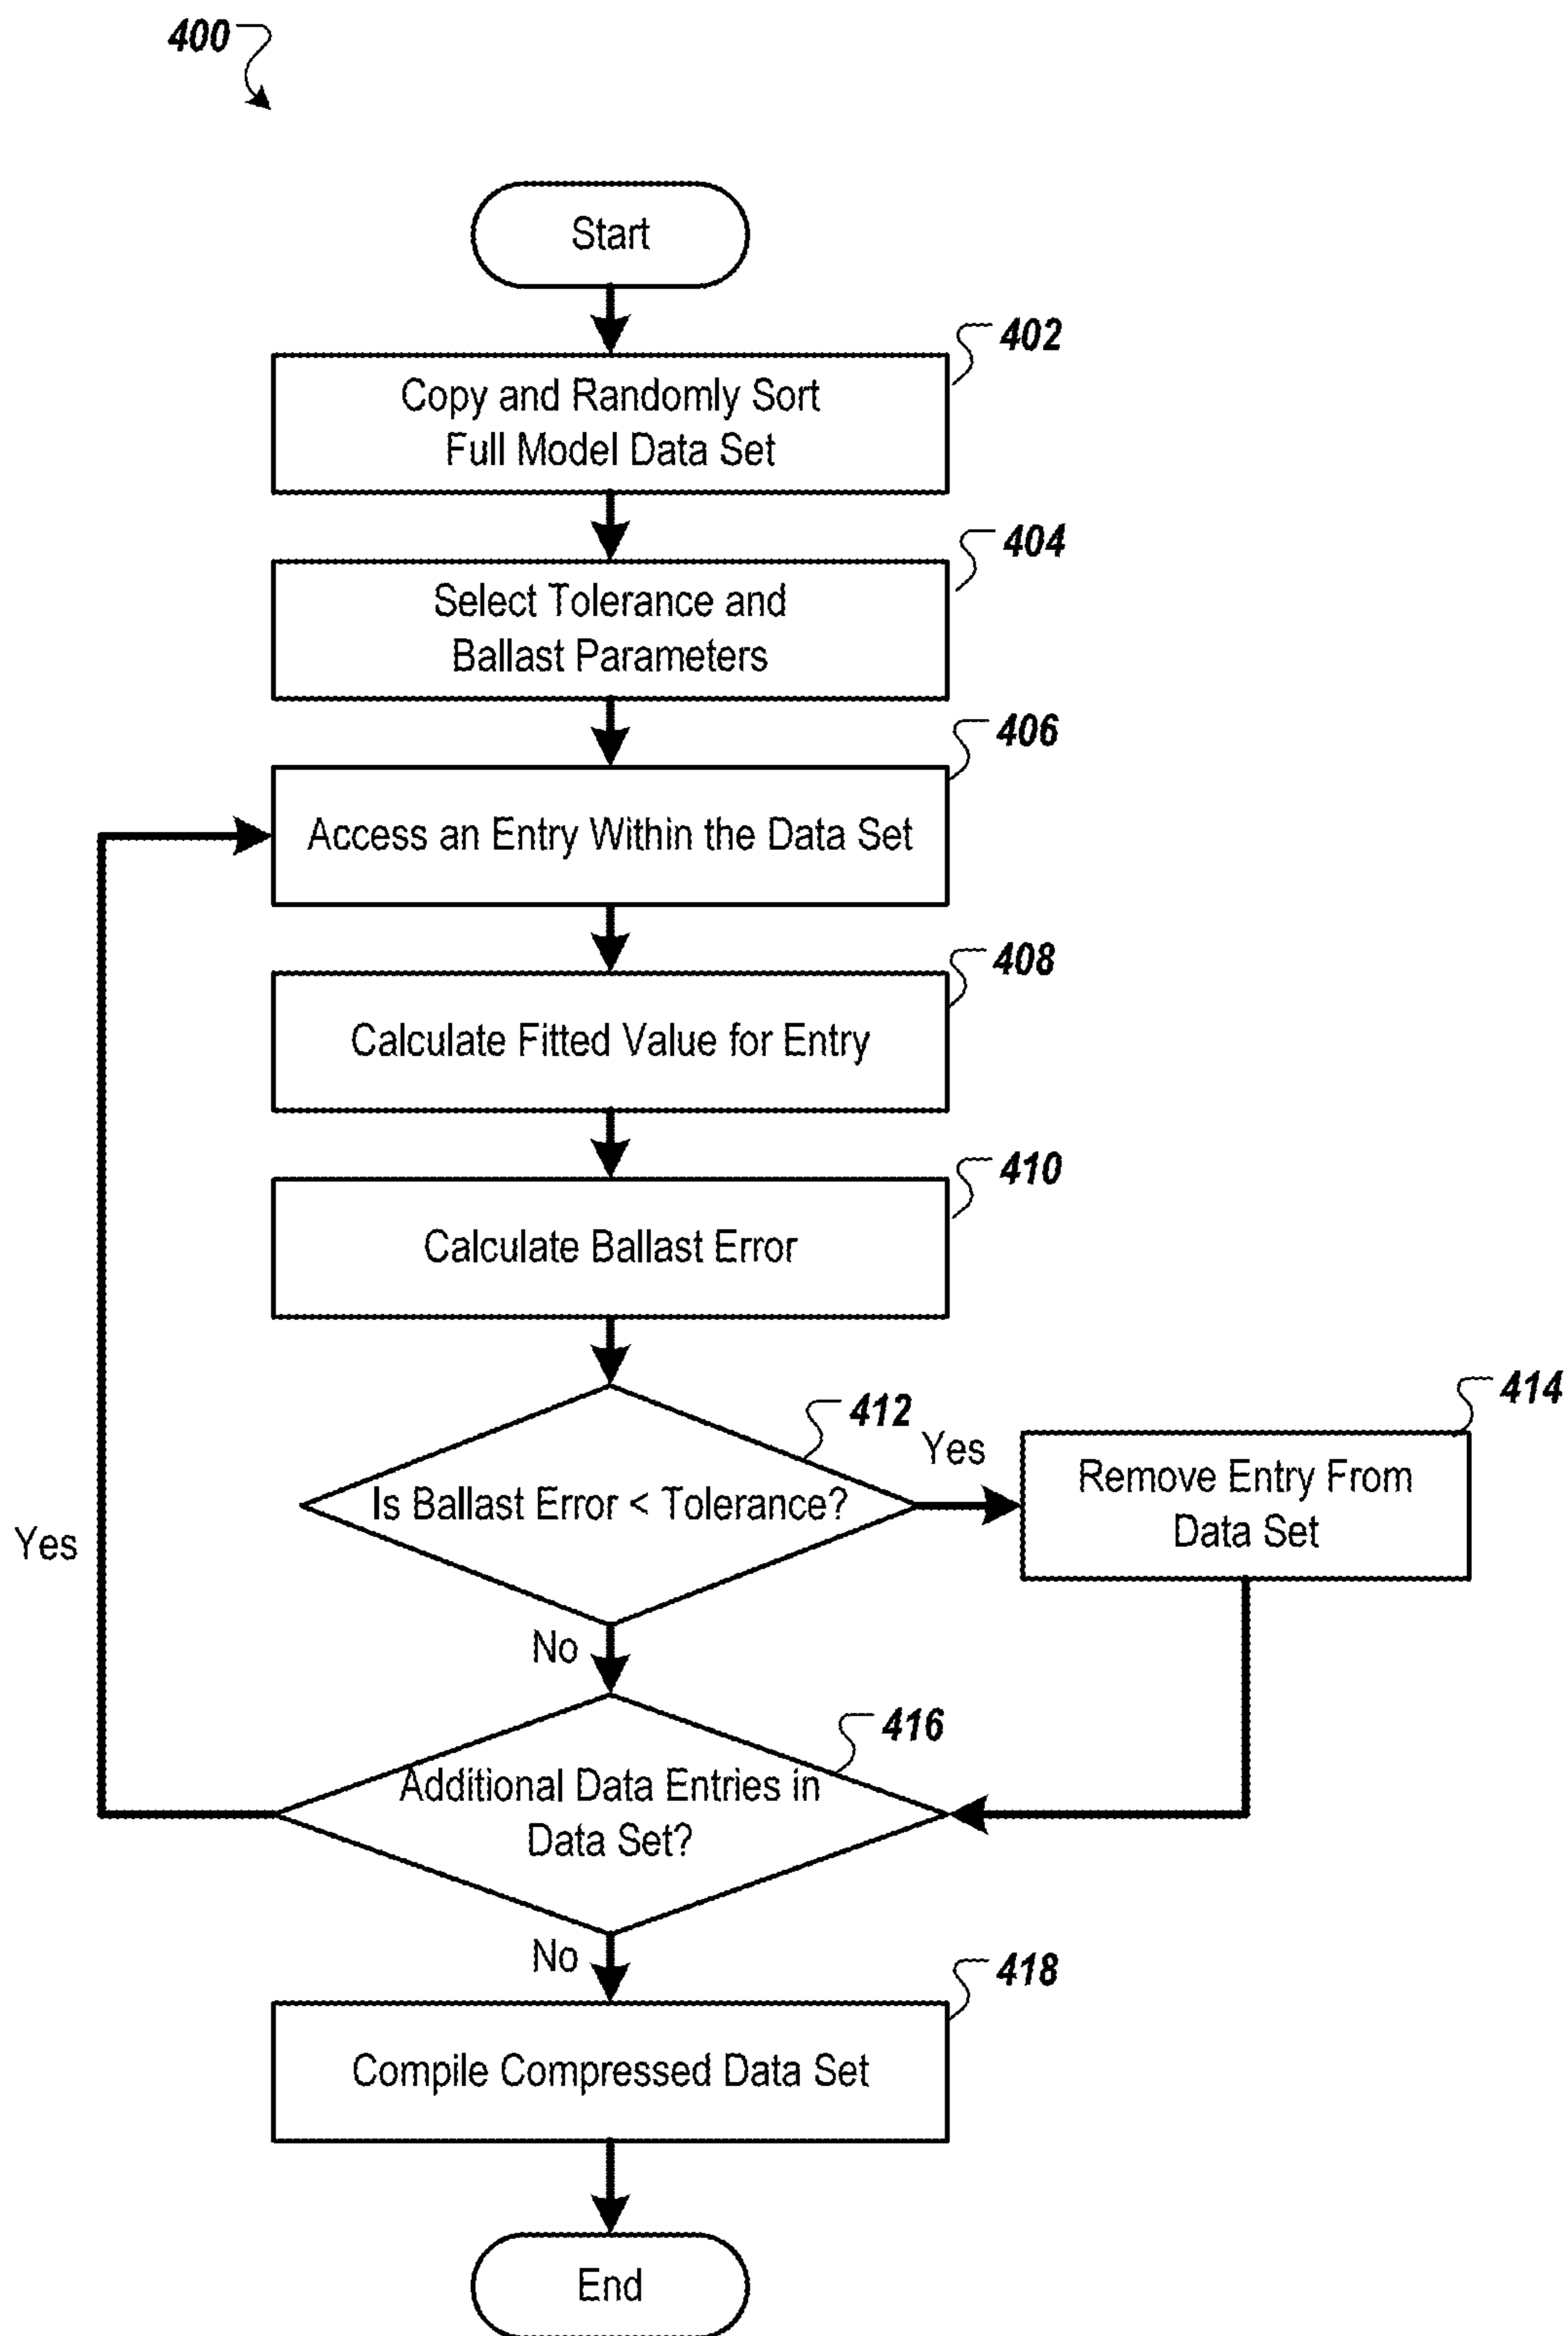 400
Start
402
Copy and Randomly Sort
Full Model Data Set
404
Select Tolerance and
Ballast Parameters
406
Access an Entry Within the Data Set
408
Calculate Fitted Value for Entry
410
Calculate Ballast Error
412
Is Ballast Error < Tolerance?
Yes
414
Remove Entry From
Data Set
Yes
No
416
Additional Data Entries in
Data Set?
No
418
Compile Compressed Data Set
End